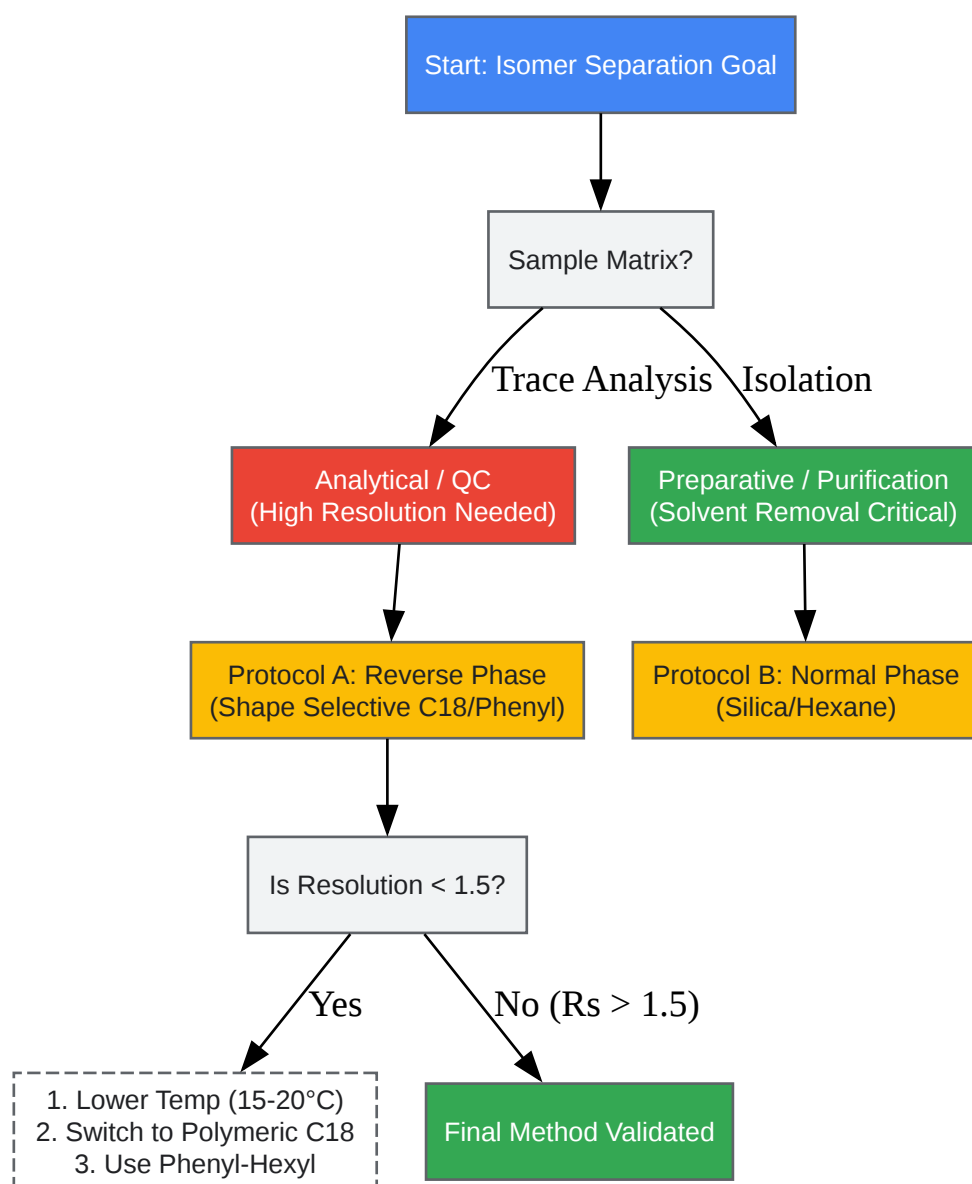 Start: Isomer Separation Goal
Sample Matrix?
Trace Analysis
Isolation
Analytical / QC
(High Resolution Needed)
Preparative / Purification
(Solvent Removal Critical)
Protocol A: Reverse Phase
(Shape Selective C18/Phenyl)
Protocol B: Normal Phase
(Silica/Hexane)
Is Resolution < 1.5?
Yes
No (Rs > 1.5)
1. Lower Temp (15-20°C)
2. Switch to Polymeric C18
3. Use Phenyl-Hexyl
Final Method Validated